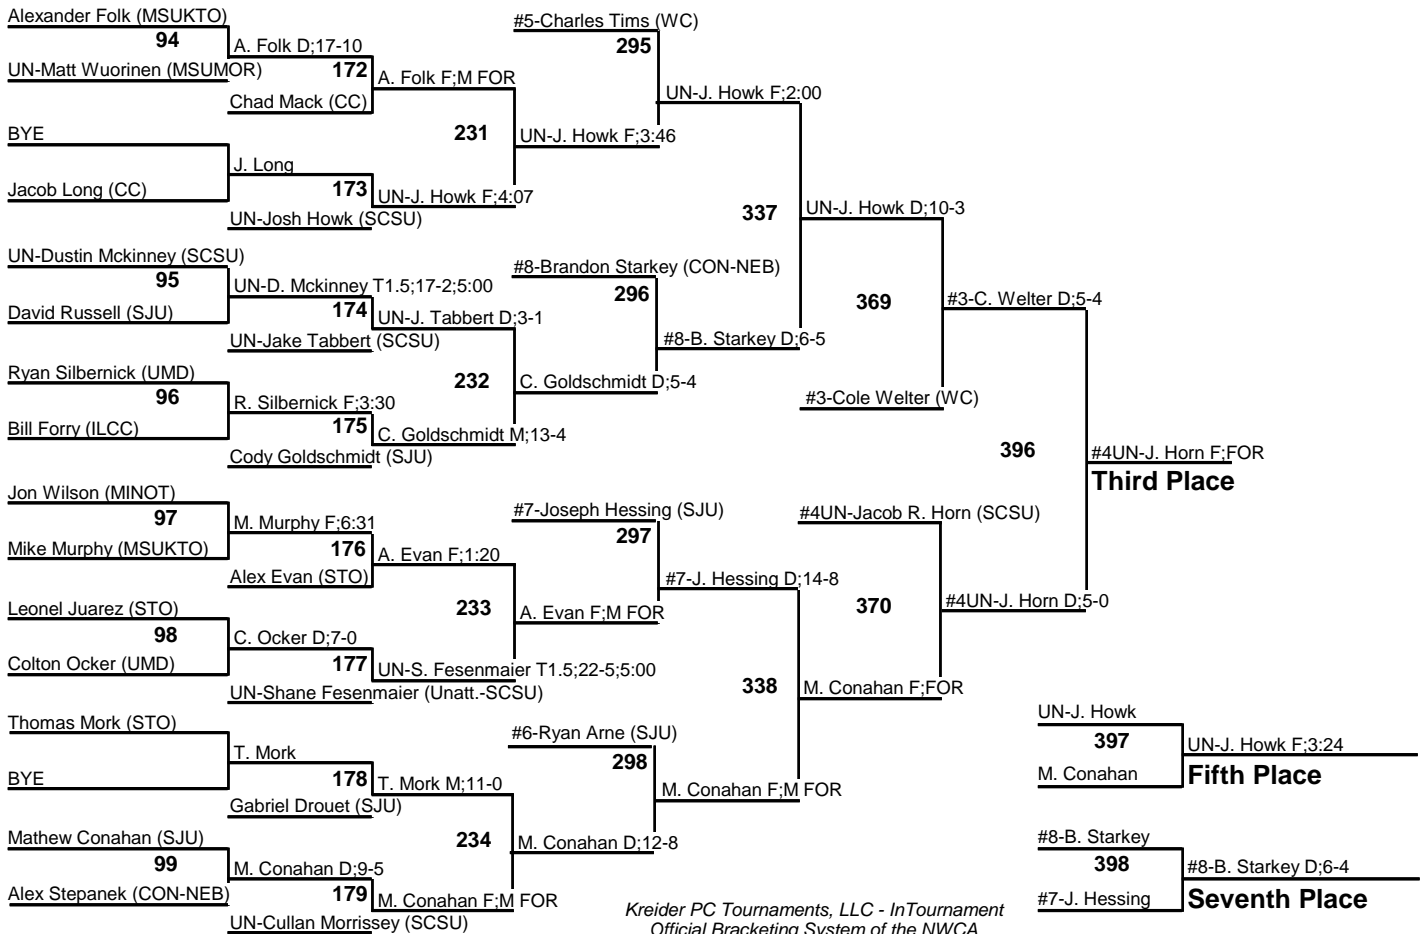 Alexander Folk (MSUKTO)
94
UN-Matt Wuorinen (MSUMOR)
A. Folk D;17-10
172
Chad Mack (CC)
A. Folk F;M FOR
BYE
Jacob Long (CC)
J. Long
173
UN-Josh Howk (SCSU)
UN-J. Howk F;4:07
231
UN-J. Howk F;3:46
#5-Charles Tims (WC)
295
UN-J. Howk F;2:00
UN-Dustin Mckinney (SCSU)
95
David Russell (SJU)
UN-D. Mckinney T1.5;17-2;5:00
174
UN-Jake Tabbert (SCSU)
UN-J. Tabbert D;3-1
Ryan Silbernick (UMD)
96
Bill Forry (ILCC)
R. Silbernick F;3:30
175
Cody Goldschmidt (SJU)
C. Goldschmidt M;13-4
232
C. Goldschmidt D;5-4
#8-Brandon Starkey (CON-NEB)
296
#8-B. Starkey D;6-5
337
UN-J. Howk D;10-3
369
#3-Cole Welter (WC)
#3-C. Welter D;5-4
Jon Wilson (MINOT)
97
Mike Murphy (MSUKTO)
M. Murphy F;6:31
176
Alex Evan (STO)
A. Evan F;1:20
Leonel Juarez (STO)
98
Colton Ocker (UMD)
C. Ocker D;7-0
177
UN-Shane Fesenmaier (Unatt.-SCSU)
UN-S. Fesenmaier T1.5;22-5;5:00
233
A. Evan F;M FOR
#7-Joseph Hessing (SJU)
297
#7-J. Hessing D;14-8
Thomas Mork (STO)
BYE
T. Mork
178
Gabriel Drouet (SJU)
T. Mork M;11-0
Mathew Conahan (SJU)
99
Alex Stepanek (CON-NEB)
M. Conahan D;9-5
179
UN-Cullan Morrissey (SCSU)
M. Conahan F;M FOR
234
M. Conahan D;12-8
#6-Ryan Arne (SJU)
298
M. Conahan F;M FOR
338
M. Conahan F;FOR
#4UN-Jacob R. Horn (SCSU)
370
#4UN-J. Horn D;5-0
396
#4UN-J. Horn F;FOR
Third Place
UN-J. Howk
397
M. Conahan
UN-J. Howk F;3:24
Fifth Place
#8-B. Starkey
398
#7-J. Hessing
#8-B. Starkey D;6-4
Seventh Place
Kreider PC Tournaments, LLC - InTournament
Official Bracketing System of the NWCA